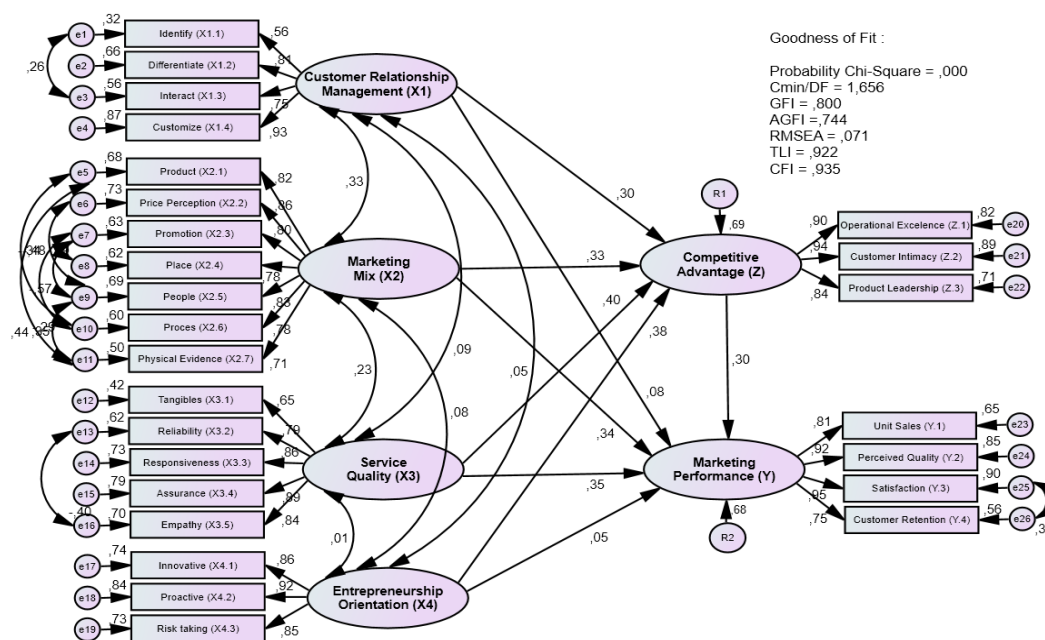 Goodness of Fit :
Probability Chi-Square = ,000
Cmin/DF = 1,656
GFI = ,800
AGFI =,744
RMSEA = ,071
TLI = ,922
CFI = ,935
e1 ,32 Identify (X1.1) ,56
e2 ,66 Differentiate (X1.2) ,81
e3 ,56 Interact (X1.3) ,75
e4 ,87 Customize (X1.4) ,93
,26
Customer Relationship
Management (X1)
e5 ,68 Product (X2.1) ,82
e6 ,73 Price Perception (X2.2) ,86
e7 ,63 Promotion (X2.3) ,80
e8 ,62 Place (X2.4) ,78
e9 ,69 People (X2.5) ,83
e10 ,60 Proces (X2.6) ,78
e11 ,50 Physical Evidence (X2.7) ,71
-,57
,44
Marketing
Mix (X2)
e12 ,42 Tangibles (X3.1) ,65
e13 ,62 Reliability (X3.2) ,79
e14 ,73 Responsiveness (X3.3) ,86
e15 ,79 Assurance (X3.4) ,89
e16 ,70 Empathy (X3.5) ,84
-,40
Service
Quality (X3)
e17 ,74 Innovative (X4.1) ,86
e18 ,84 Proactive (X4.2) ,92
e19 ,73 Risk taking (X4.3) ,85
Entrepreneurship
Orientation (X4)
,33
,23
,01
,09
,08
,05
,30
,33
,40
,38
,08
,34
,35
,05
,30
R1
,69
Competitive
Advantage (Z)
,90 Operational Excelence (Z.1) ,82 e20
,94 Customer Intimacy (Z.2) ,89 e21
,84 Product Leadership (Z.3) ,71 e22
Marketing
Performance (Y)
,68
R2
,81 Unit Sales (Y.1) ,65 e23
,92 Perceived Quality (Y.2) ,85 e24
,95 Satisfaction (Y.3) ,90 e25
,75 Customer Retention (Y.4) ,56 e26